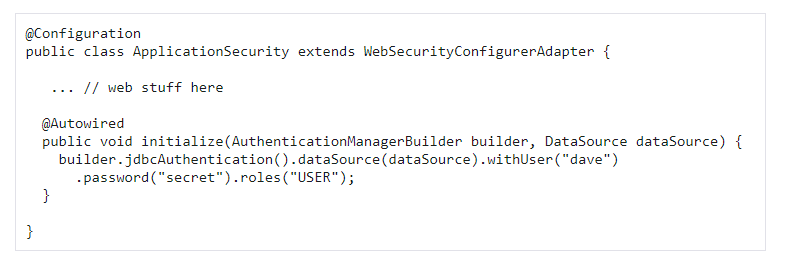 @Configuration
public class ApplicationSecurity extends WebSecurityConfigurerAdapter {
... // web stuff here
@Autowired
public void initialize(AuthenticationManagerBuilder builder, DataSource dataSource) {
builder.jdbcAuthentication().dataSource(dataSource).withUser("dave")
.password("secret").roles("USER");
}
}